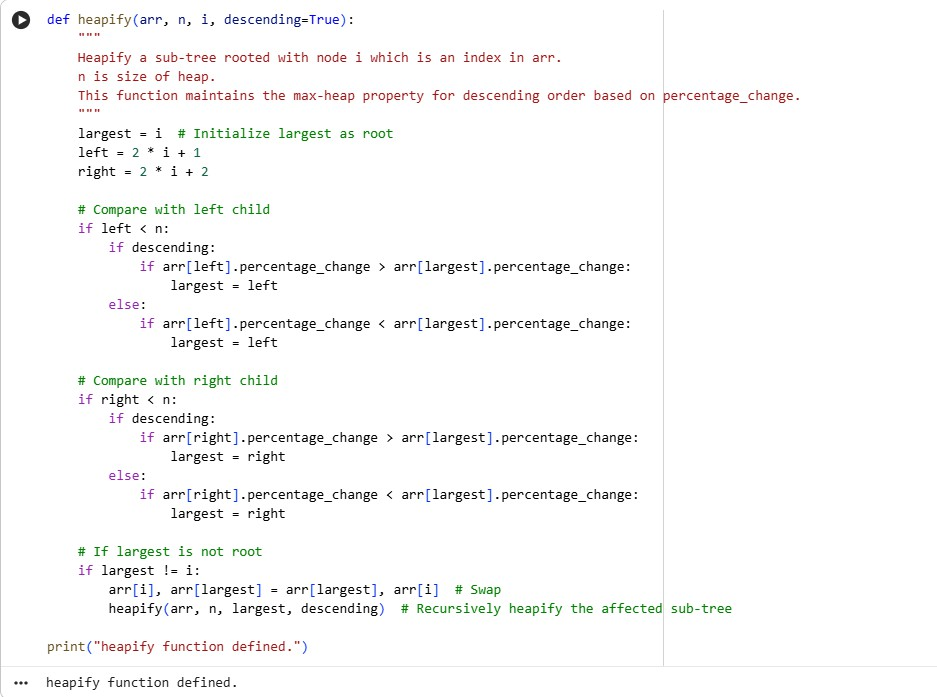 def heapify(arr, n, i, descending=True):
    """
    Heapify a sub-tree rooted with node i which is an index in arr.
    n is size of heap.
    This function maintains the max-heap property for descending order based on percentage_change.
    """
    largest = i  # Initialize largest as root
    left = 2 * i + 1
    right = 2 * i + 2

    # Compare with left child
    if left < n:
        if descending:
            if arr[left].percentage_change > arr[largest].percentage_change:
                largest = left
        else:
            if arr[left].percentage_change < arr[largest].percentage_change:
                largest = left

    # Compare with right child
    if right < n:
        if descending:
            if arr[right].percentage_change > arr[largest].percentage_change:
                largest = right
        else:
            if arr[right].percentage_change < arr[largest].percentage_change:
                largest = right

    # If largest is not root
    if largest != i:
        arr[i], arr[largest] = arr[largest], arr[i]  # Swap
        heapify(arr, n, largest, descending)  # Recursively heapify the affected sub-tree

print("heapify function defined.")
heapify function defined.